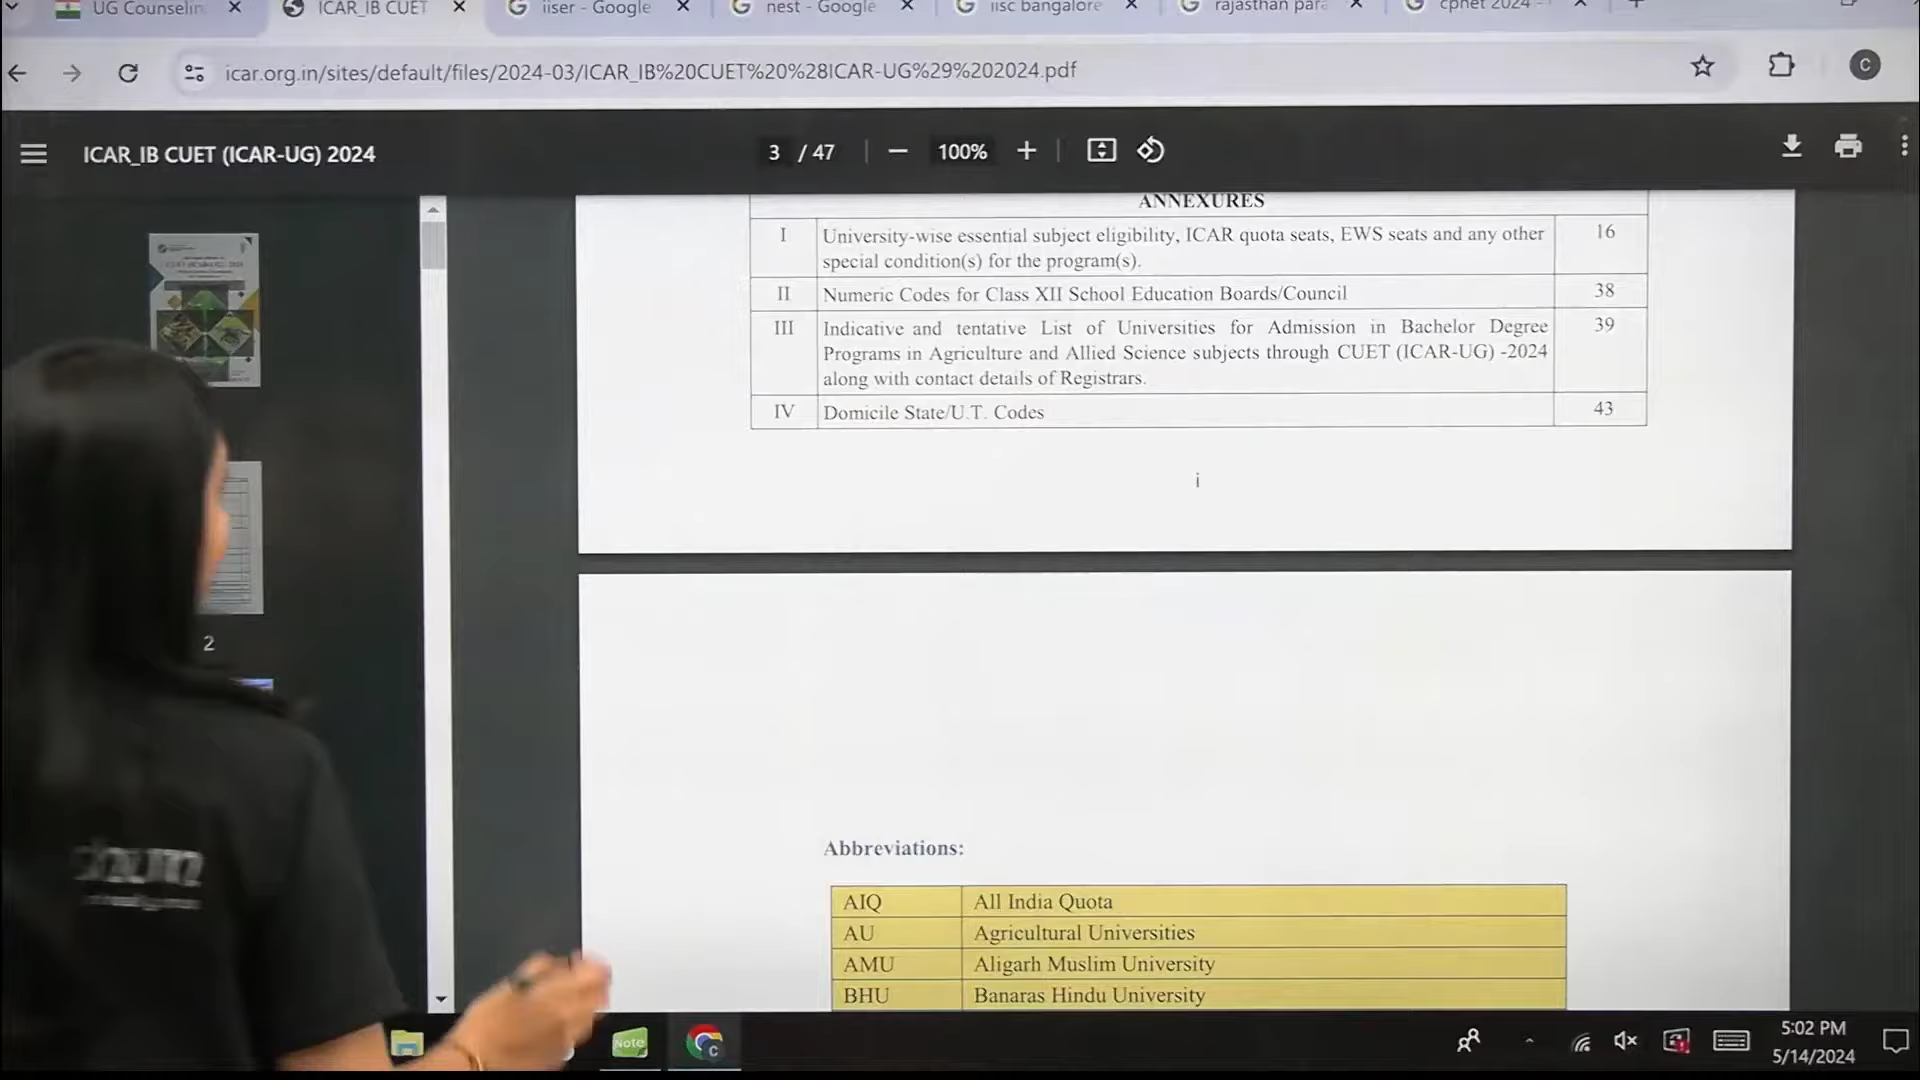 UG Counselin
ICAR_IB CUET
iiser - Google
nest - Google
iisc bangalore
rajasthan para
cpnet 2024 -
icar.org.in/sites/default/files/2024-03/ICAR_IB%20CUET%20%28ICAR-UG%29%202024.pdf
C
ICAR_IB CUET (ICAR-UG) 2024
3 / 47
100%
ANNEXURES
I University-wise essential subject eligibility, ICAR quota seats, EWS seats and any other 16
special condition(s) for the program(s).
II Numeric Codes for Class XII School Education Boards/Council 38
III Indicative and tentative List of Universities for Admission in Bachelor Degree 39
Programs in Agriculture and Allied Science subjects through CUET (ICAR-UG) -2024
along with contact details of Registrars.
IV Domicile State/U.T. Codes 43
i
2
Abbreviations:
AIQ All India Quota
AU Agricultural Universities
AMU Aligarh Muslim University
BHU Banaras Hindu University
Note
C
5:02 PM
5/14/2024